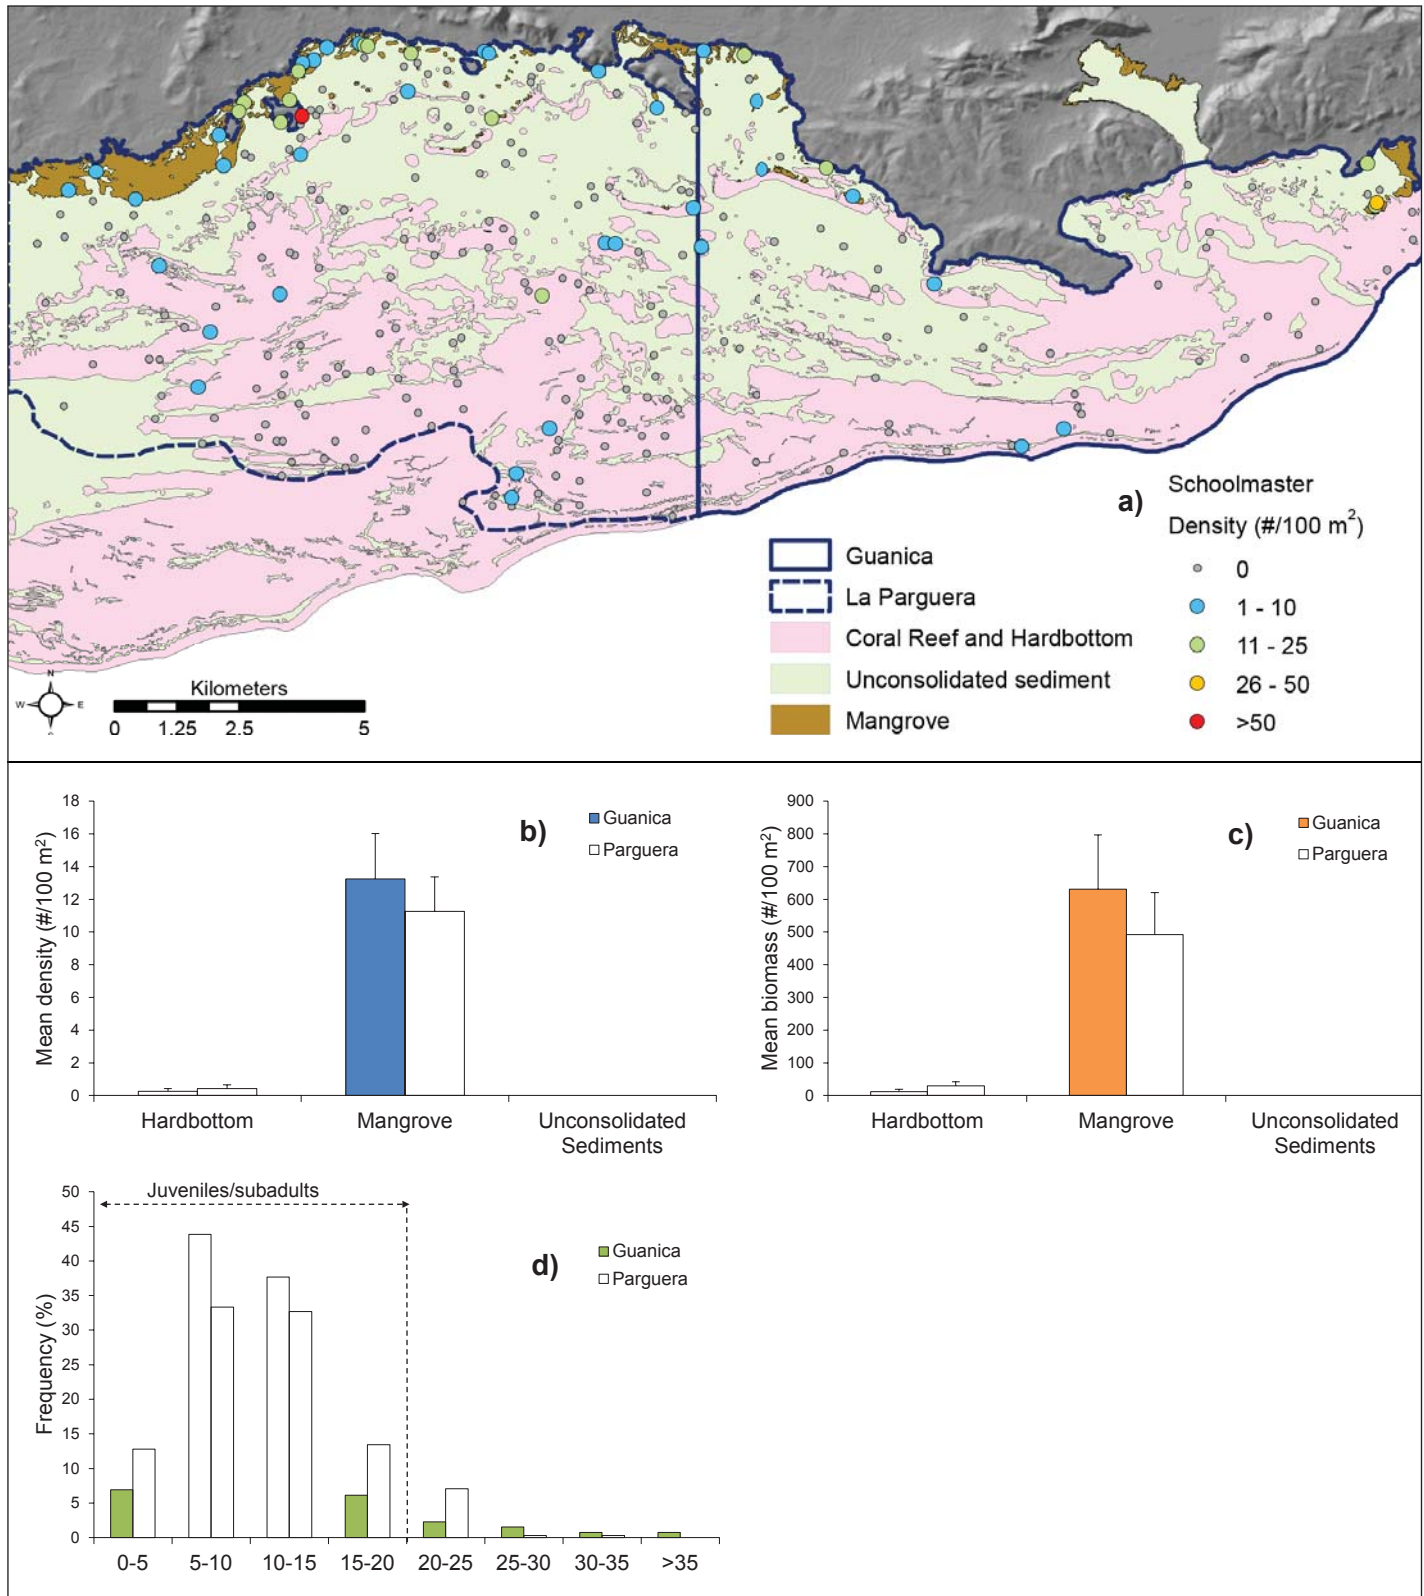 a)
Schoolmaster
Density (#/100 m²)
0
1 - 10
11 - 25
26 - 50
>50
Guanica
La Parguera
Coral Reef and Hardbottom
Unconsolidated sediment
Mangrove
N
W E
Kilometers
0 1.25 2.5 5
b)
Mean density (#/100 m²)
18
16
14
12
10
8
6
4
2
0
Guanica
Parguera
Hardbottom Mangrove Unconsolidated
Sediments
c)
Mean biomass (#/100 m²)
900
800
700
600
500
400
300
200
100
0
Guanica
Parguera
Hardbottom Mangrove Unconsolidated
Sediments
d)
Juveniles/subadults
Frequency (%)
50
45
40
35
30
25
20
15
10
5
0
Guanica
Parguera
0-5 5-10 10-15 15-20 20-25 25-30 30-35 >35